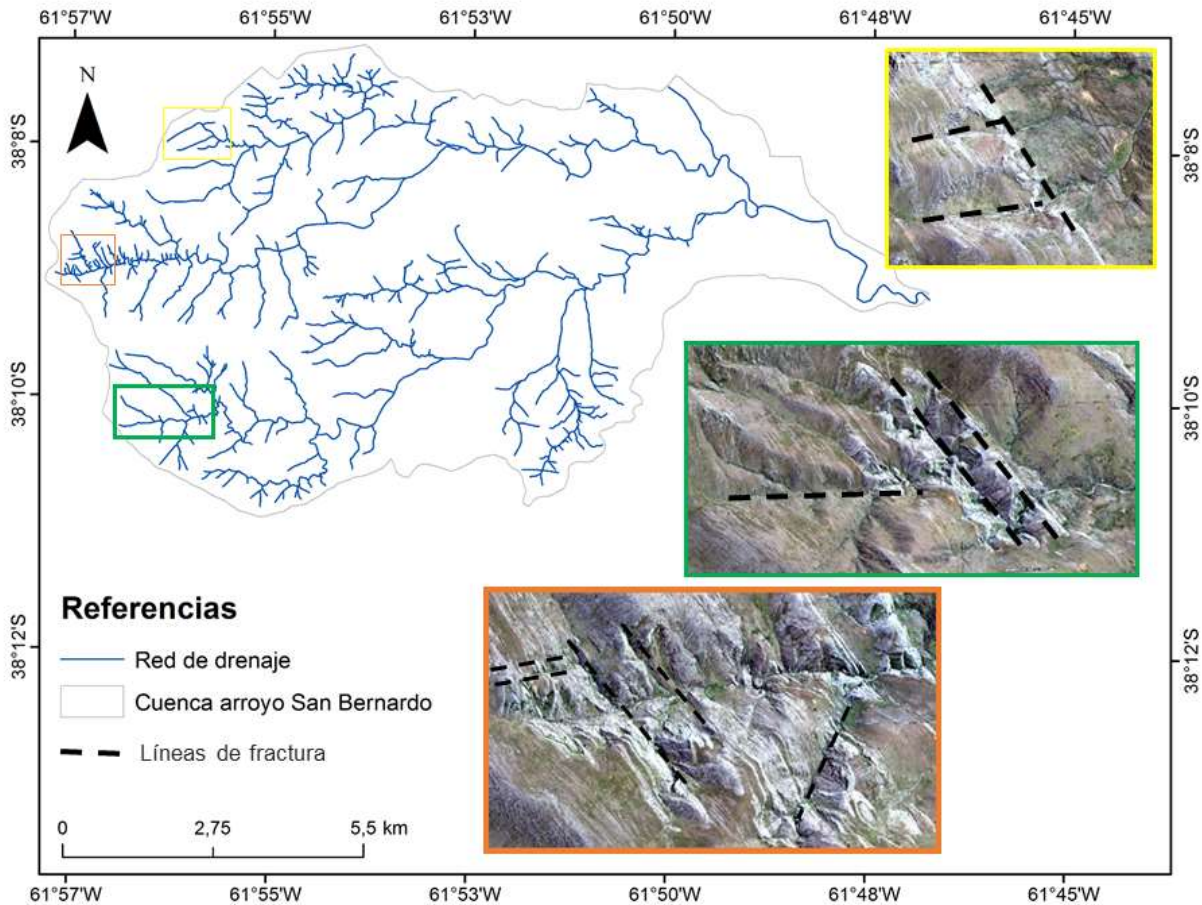 61°57'W 61°55'W 61°53'W 61°50'W 61°48'W 61°45'W
N
38°8'S
38°8'S
38°10'S
38°10'S
Referencias
38°12'S
38°12'S
Red de drenaje
Cuenca arroyo San Bernardo
Líneas de fractura
0 2,75 5,5 km
61°57'W 61°55'W 61°53'W 61°50'W 61°48'W 61°45'W